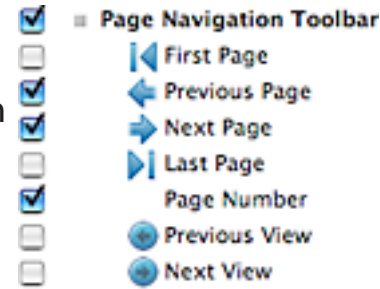 Page Navigation Toolbar
First Page
Previous Page
n
Next Page
Last Page
Page Number
Previous View
Next View